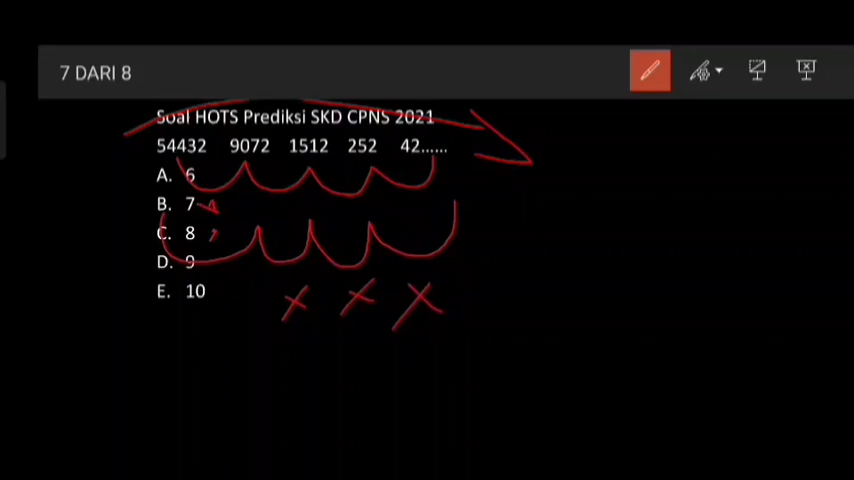 7 DARI 8
Soal HOTS Prediksi SKD CPNS 2021
54432 9072 1512 252 42......
A. 6
B. 7
C. 8
D. 9
E. 10